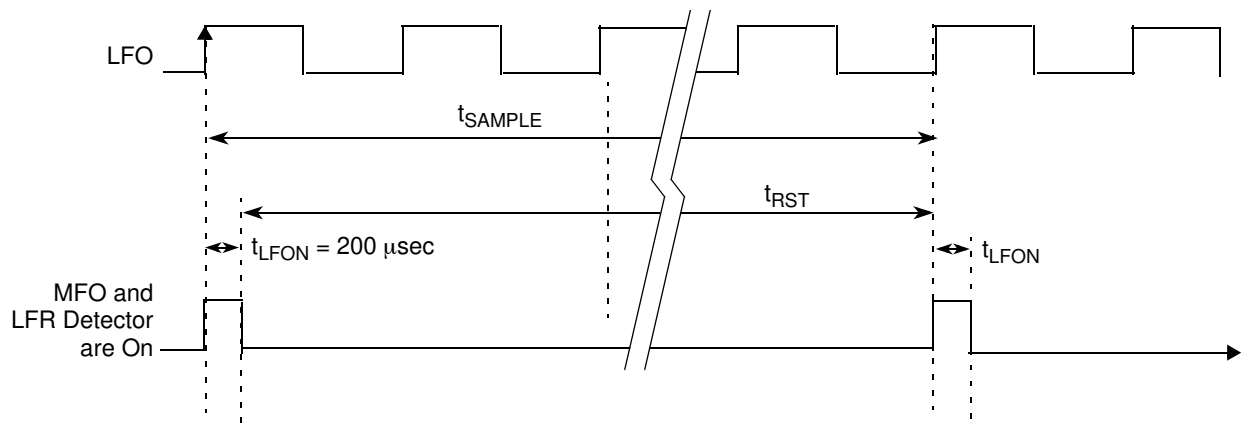 LFO
tSAMPLE
tRST
tLFON = 200 μsec
tLFON
MFO and
LFR Detector
are On